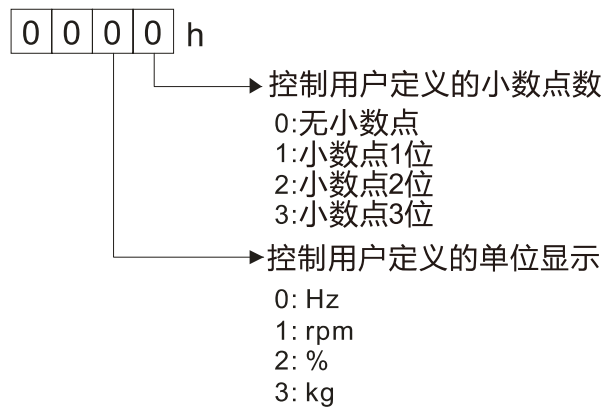 0 0 0 0 h
控制用户定义的小数点数
0:无小数点
1:小数点1位
2:小数点2位
3:小数点3位
控制用户定义的单位显示
0: Hz
1: rpm
2: %
3: kg